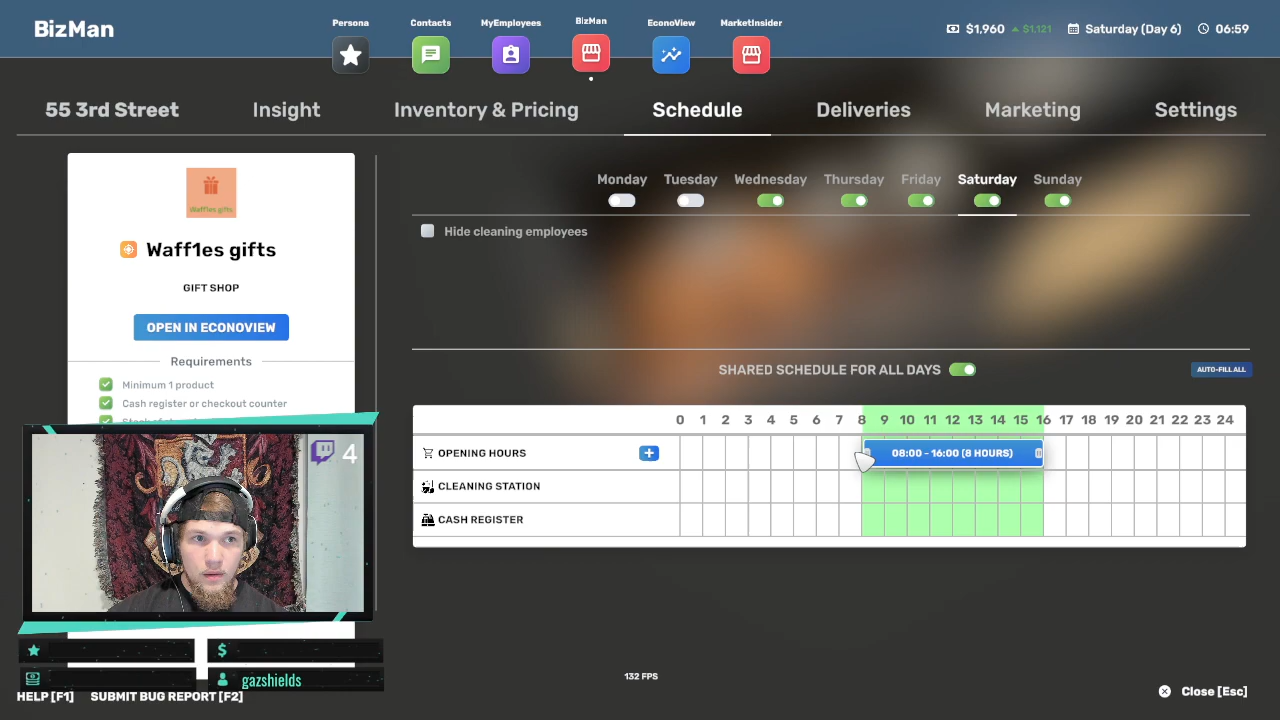 BizMan
Persona
Contacts
MyEmployees
BizMan
EconoView
MarketInsider
$1,960 $1,121 Saturday (Day 6) 06:59
55 3rd Street
Insight
Inventory & Pricing
Schedule
Deliveries
Marketing
Settings
Waff1es gifts
Waff1es gifts
GIFT SHOP
OPEN IN ECONOVIEW
Requirements
Minimum 1 product
Cash register or checkout counter
Monday Tuesday Wednesday Thursday Friday Saturday Sunday
Hide cleaning employees
SHARED SCHEDULE FOR ALL DAYS
AUTO-FILL ALL
0 1 2 3 4 5 6 7 8 9 10 11 12 13 14 15 16 17 18 19 20 21 22 23 24
OPENING HOURS + 08:00 - 16:00 (8 HOURS)
CLEANING STATION
CASH REGISTER
4
$
gazshields
HELP [F1] SUBMIT BUG REPORT [F2]
132 FPS
Close [Esc]